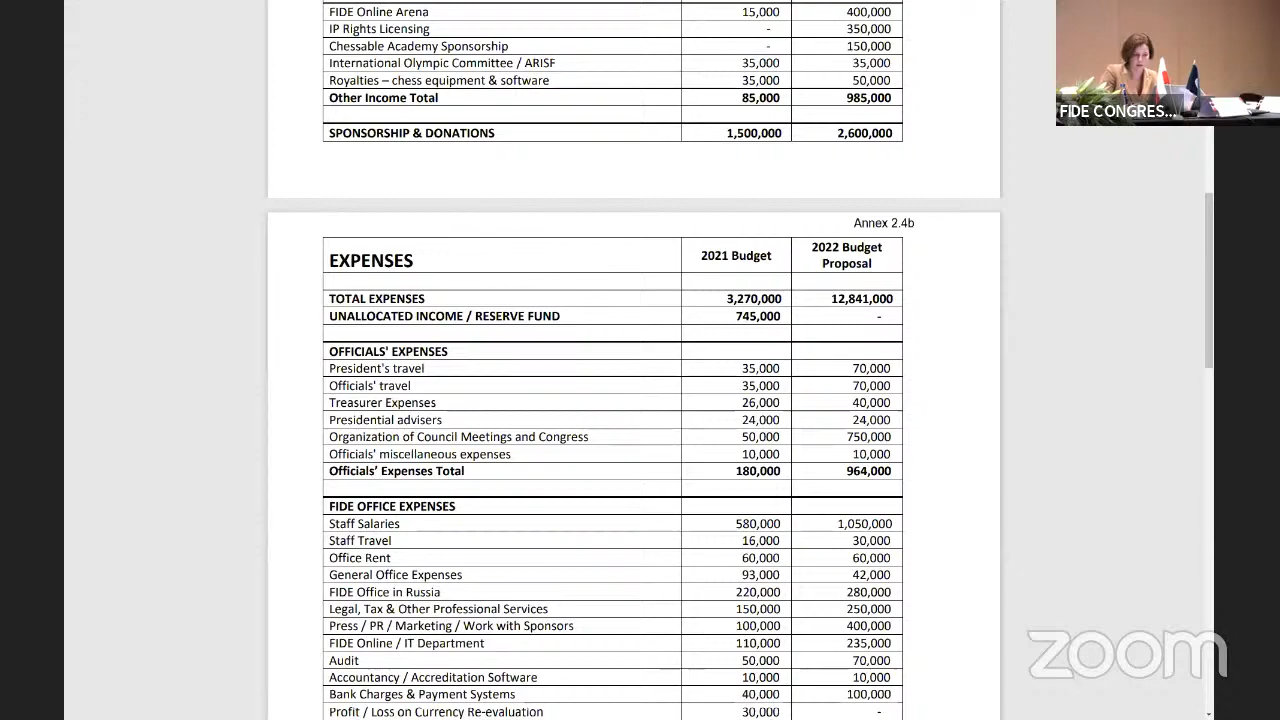 FIDE Online Arena 15,000 400,000
IP Rights Licensing - 350,000
Chessable Academy Sponsorship - 150,000
International Olympic Committee / ARISF 35,000 35,000
Royalties – chess equipment & software 35,000 50,000
Other Income Total 85,000 985,000
SPONSORSHIP & DONATIONS 1,500,000 2,600,000
FIDE CONGRES...
Annex 2.4b
EXPENSES 2021 Budget 2022 Budget
Proposal
TOTAL EXPENSES 3,270,000 12,841,000
UNALLOCATED INCOME / RESERVE FUND 745,000 -
OFFICIALS' EXPENSES
President's travel 35,000 70,000
Officials' travel 35,000 70,000
Treasurer Expenses 26,000 40,000
Presidential advisers 24,000 24,000
Organization of Council Meetings and Congress 50,000 750,000
Officials' miscellaneous expenses 10,000 10,000
Officials’ Expenses Total 180,000 964,000
FIDE OFFICE EXPENSES
Staff Salaries 580,000 1,050,000
Staff Travel 16,000 30,000
Office Rent 60,000 60,000
General Office Expenses 93,000 42,000
FIDE Office in Russia 220,000 280,000
Legal, Tax & Other Professional Services 150,000 250,000
Press / PR / Marketing / Work with Sponsors 100,000 400,000
FIDE Online / IT Department 110,000 235,000
Audit 50,000 70,000
Accountancy / Accreditation Software 10,000 10,000
Bank Charges & Payment Systems 40,000 100,000
Profit / Loss on Currency Re-evaluation 30,000 -
zoom